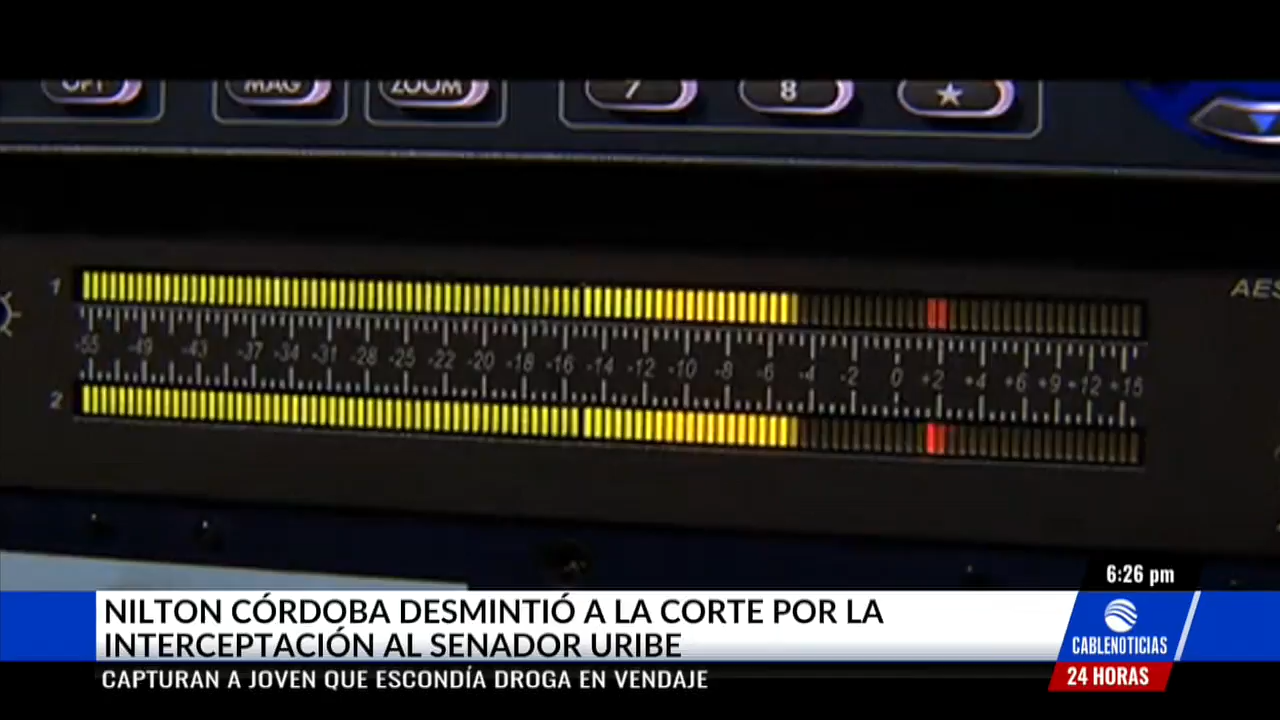 OPT MAG ZOOM 7 8 ★
1 AES
-55 -49 -43 -37 -34 -31 -28 -25 -22 -20 -18 -16 -14 -12 -10 -8 -6 -4 -2 0 +2 +4 +6 +9 +12 +15
2
6:26 pm
NILTON CÓRDOBA DESMINTIÓ A LA CORTE POR LA
INTERCEPTACIÓN AL SENADOR URIBE
CABLENOTICIAS
24 HORAS
CAPTURAN A JOVEN QUE ESCONDÍA DROGA EN VENDAJE